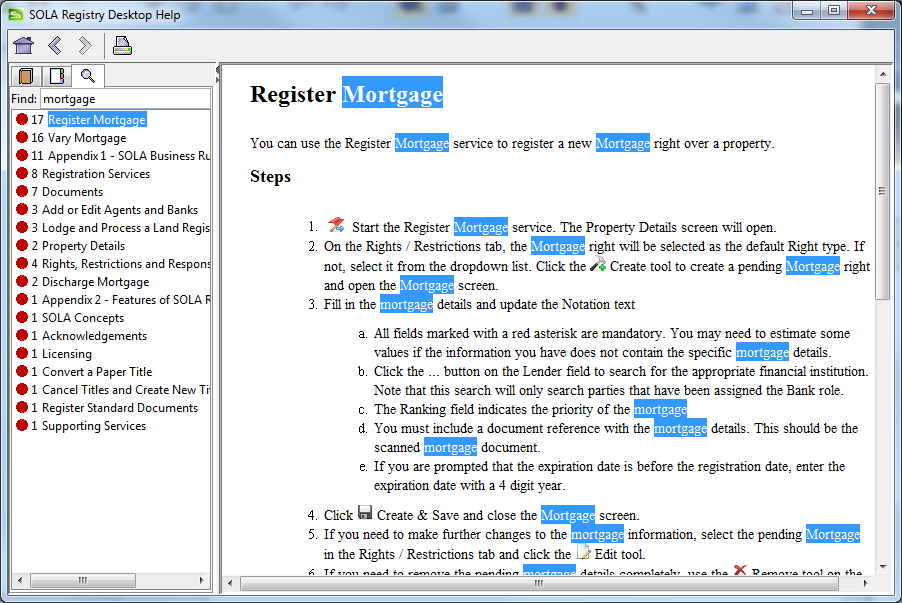 SOLA Registry Desktop Help
Find: mortgage
17 Register Mortgage
16 Vary Mortgage
11 Appendix 1 - SOLA Business Ru
8 Registration Services
7 Documents
3 Add or Edit Agents and Banks
3 Lodge and Process a Land Regis
2 Property Details
4 Rights, Restrictions and Respons
2 Discharge Mortgage
1 Appendix 2 - Features of SOLA R
1 SOLA Concepts
1 Acknowledgements
1 Licensing
1 Convert a Paper Title
1 Cancel Titles and Create New Ti
1 Register Standard Documents
1 Supporting Services
Register Mortgage
You can use the Register Mortgage service to register a new Mortgage right over a property.
Steps
1. Start the Register Mortgage service. The Property Details screen will open.
2. On the Rights / Restrictions tab, the Mortgage right will be selected as the default Right type. If
not, select it from the dropdown list. Click the Create tool to create a pending Mortgage right
and open the Mortgage screen.
3. Fill in the mortgage details and update the Notation text
a. All fields marked with a red asterisk are mandatory. You may need to estimate some
values if the information you have does not contain the specific mortgage details.
b. Click the ... button on the Lender field to search for the appropriate financial institution.
Note that this search will only search parties that have been assigned the Bank role.
c. The Ranking field indicates the priority of the mortgage
d. You must include a document reference with the mortgage details. This should be the
scanned mortgage document.
e. If you are prompted that the expiration date is before the registration date, enter the
expiration date with a 4 digit year.
4. Click Create & Save and close the Mortgage screen.
5. If you need to make further changes to the mortgage information, select the pending Mortgage
in the Rights / Restrictions tab and click the Edit tool.
6. If you need to remove the pending mortgage details completely, use the Remove tool on the